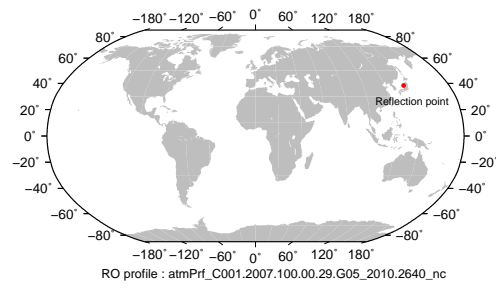 −180° −120° −60° 0° 60° 120° 180°
80° 80°
60° 60°
40° 40°
Reflection point
20° 20°
0° 0°
−20° −20°
−40° −40°
−60° −60°
−80° −80°
−180° −120° −60° 0° 60° 120° 180°
RO profile : atmPrf_C001.2007.100.00.29.G05_2010.2640_nc